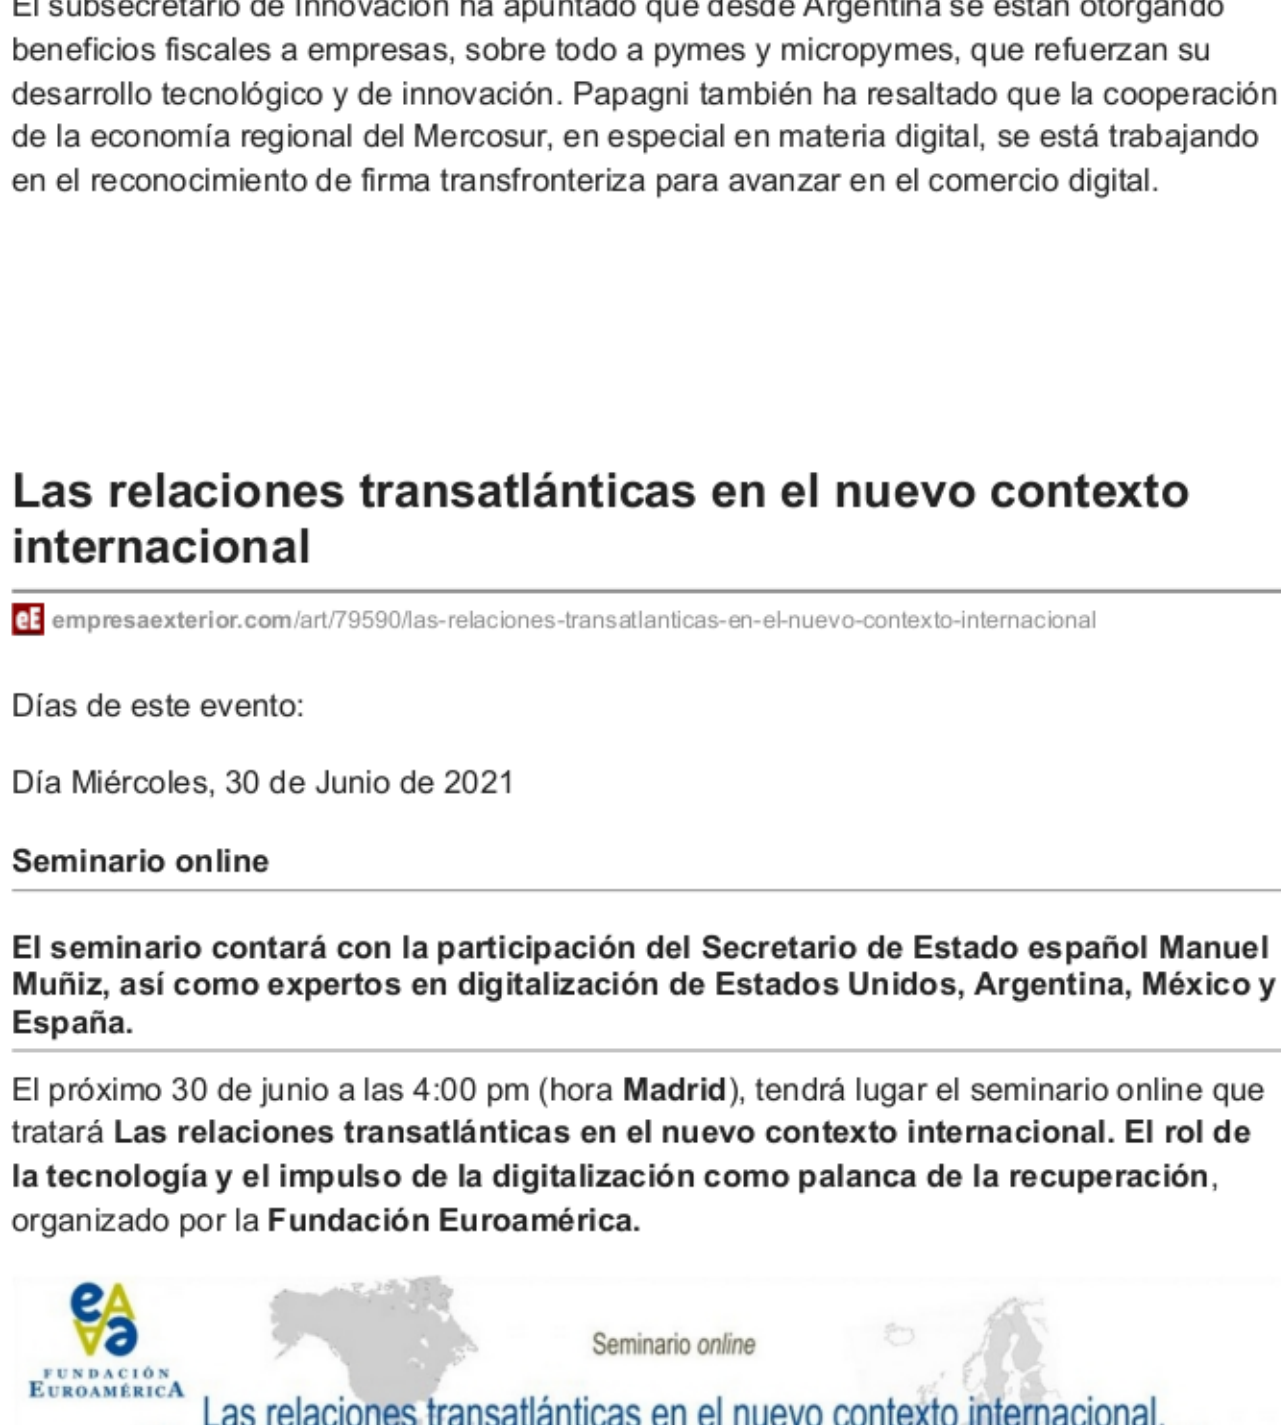 El subsecretario de Innovación ha apuntado que desde Argentina se están otorgando
beneficios fiscales a empresas, sobre todo a pymes y micropymes, que refuerzan su
desarrollo tecnológico y de innovación. Papagni también ha resaltado que la cooperación
de la economía regional del Mercosur, en especial en materia digital, se está trabajando
en el reconocimiento de firma transfronteriza para avanzar en el comercio digital.
Las relaciones transatlánticas en el nuevo contexto
internacional
eE empresaexterior.com/art/79590/las-relaciones-transatlanticas-en-el-nuevo-contexto-internacional
Días de este evento:
Día Miércoles, 30 de Junio de 2021
Seminario online
El seminario contará con la participación del Secretario de Estado español Manuel
Muñiz, así como expertos en digitalización de Estados Unidos, Argentina, México y
España.
El próximo 30 de junio a las 4:00 pm (hora Madrid), tendrá lugar el seminario online que
tratará Las relaciones transatlánticas en el nuevo contexto internacional. El rol de
la tecnología y el impulso de la digitalización como palanca de la recuperación,
organizado por la Fundación Euroamérica.
FUNDACIÓN
EUROAMÉRICA
Seminario online
Las relaciones transatlánticas en el nuevo contexto internacional.